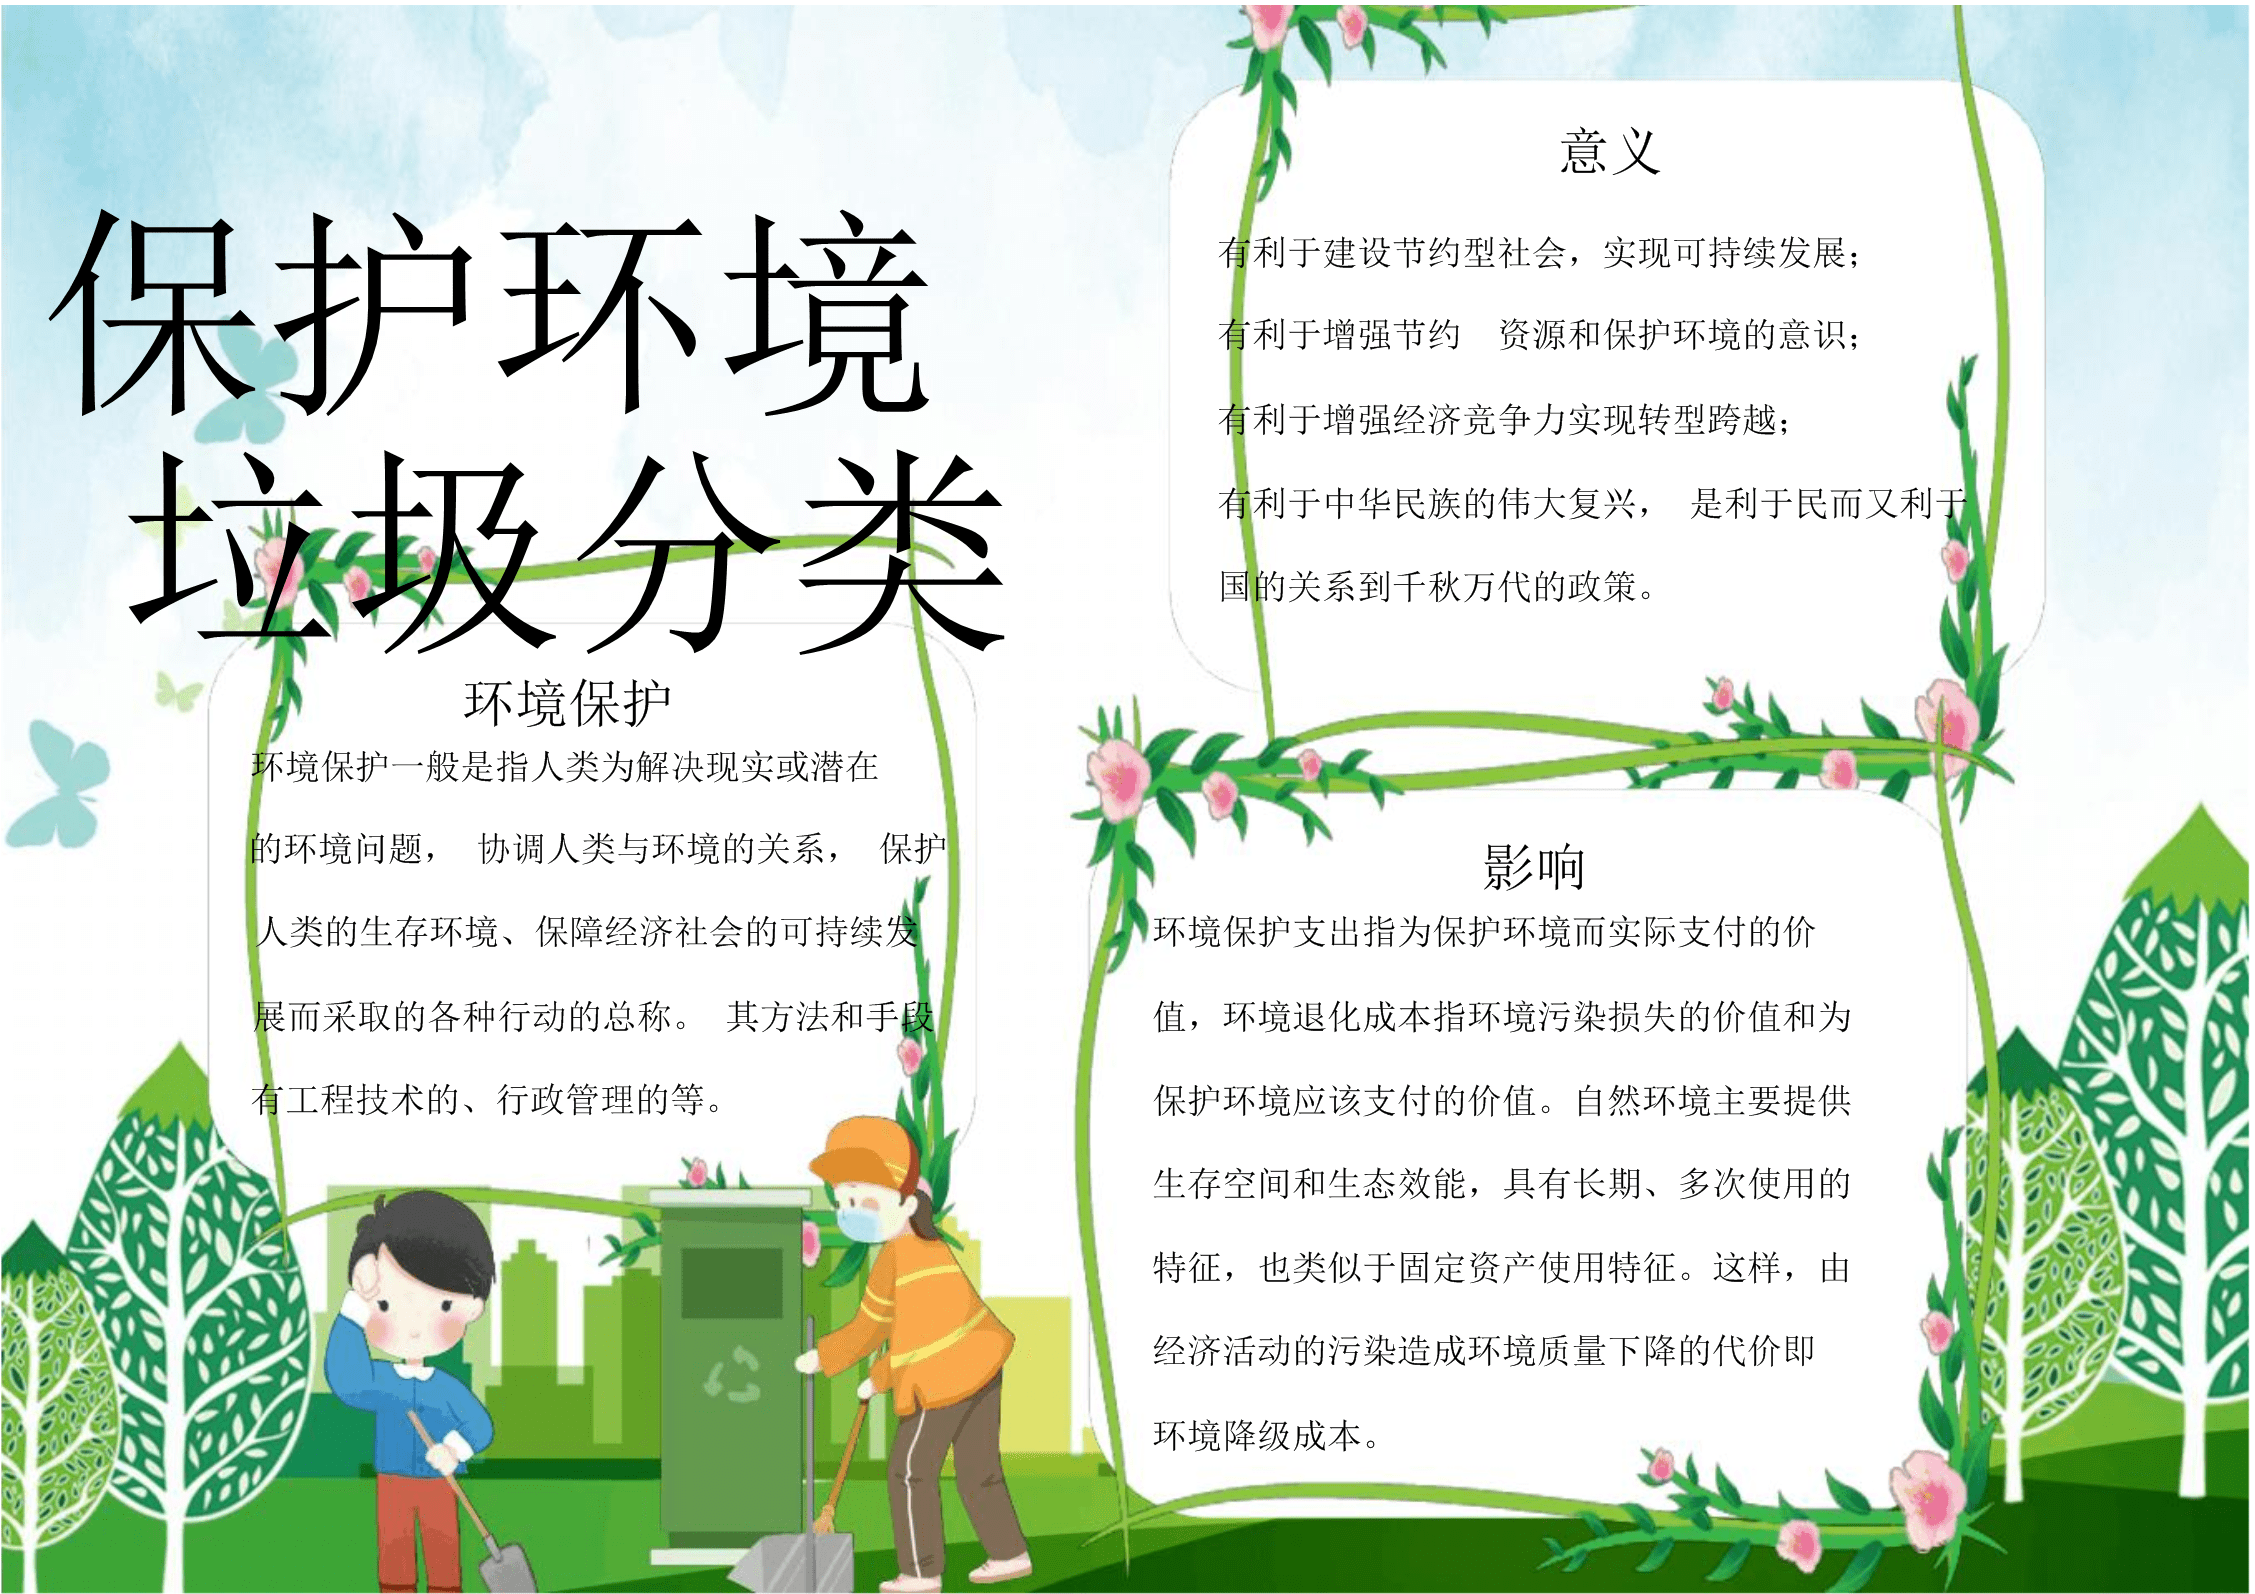 保护环境
垃圾分类
环境保护
环境保护一般是指人类为解决现实或潜在
的环境问题， 协调人类与环境的关系， 保护
人类的生存环境、保障经济社会的可持续发
展而采取的各种行动的总称。 其方法和手段
有工程技术的、行政管理的等。
意义
有利于建设节约型社会，实现可持续发展；
有利于增强节约 资源和保护环境的意识；
有利于增强经济竞争力实现转型跨越；
有利于中华民族的伟大复兴， 是利于民而又利于
国的关系到千秋万代的政策。
影响
环境保护支出指为保护环境而实际支付的价
值，环境退化成本指环境污染损失的价值和为
保护环境应该支付的价值。自然环境主要提供
生存空间和生态效能，具有长期、多次使用的
特征，也类似于固定资产使用特征。这样，由
经济活动的污染造成环境质量下降的代价即
环境降级成本。